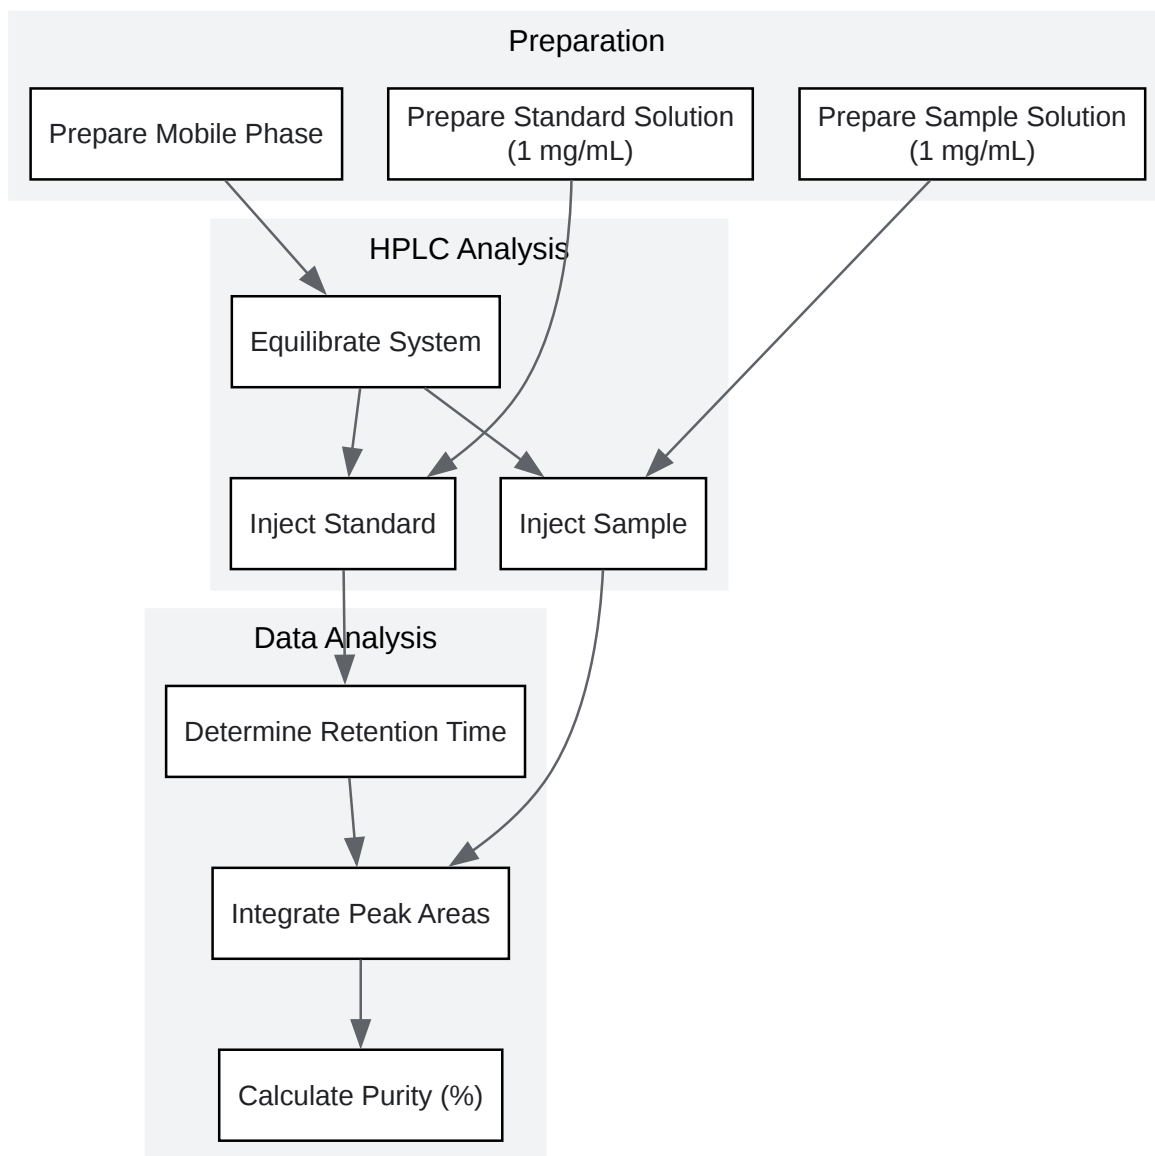 Preparation
Prepare Mobile Phase
Prepare Standard Solution
(1 mg/mL)
Prepare Sample Solution
(1 mg/mL)
HPLC Analysis
Equilibrate System
Inject Standard
Inject Sample
Data Analysis
Determine Retention Time
Integrate Peak Areas
Calculate Purity (%)